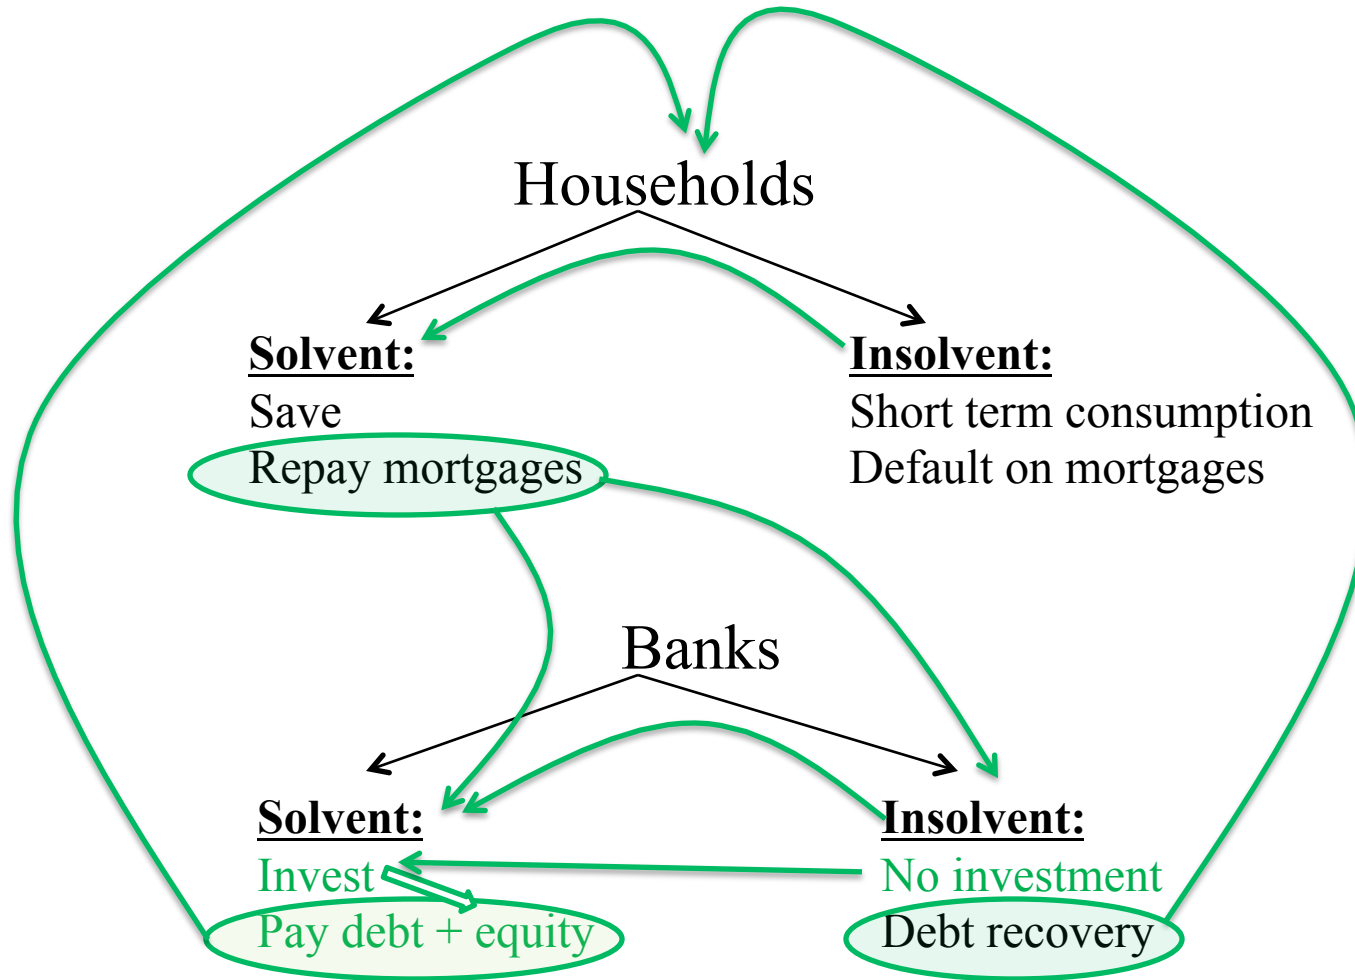 Households
Solvent:
Save
Repay mortgages
Insolvent:
Short term consumption
Default on mortgages
Banks
Solvent:
Invest
Pay debt + equity
Insolvent:
No investment
Debt recovery